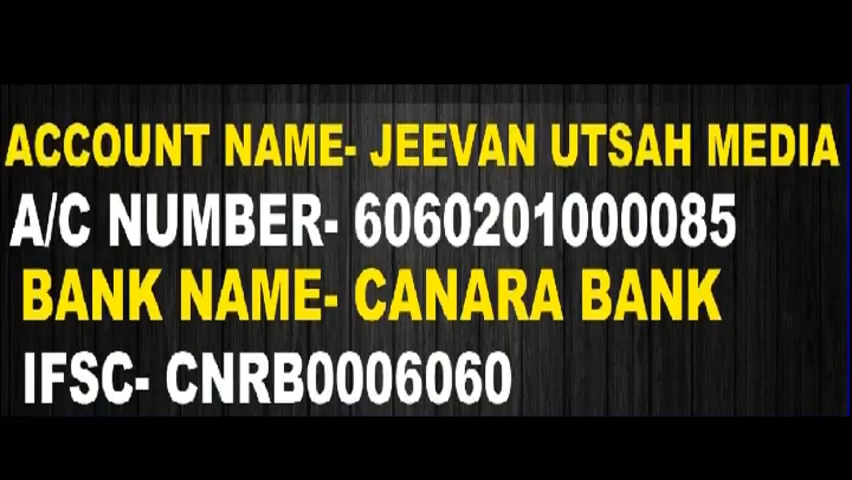 ACCOUNT NAME- JEEVAN UTSAH MEDIA
A/C NUMBER- 6060201000085
BANK NAME- CANARA BANK
IFSC- CNRB0006060